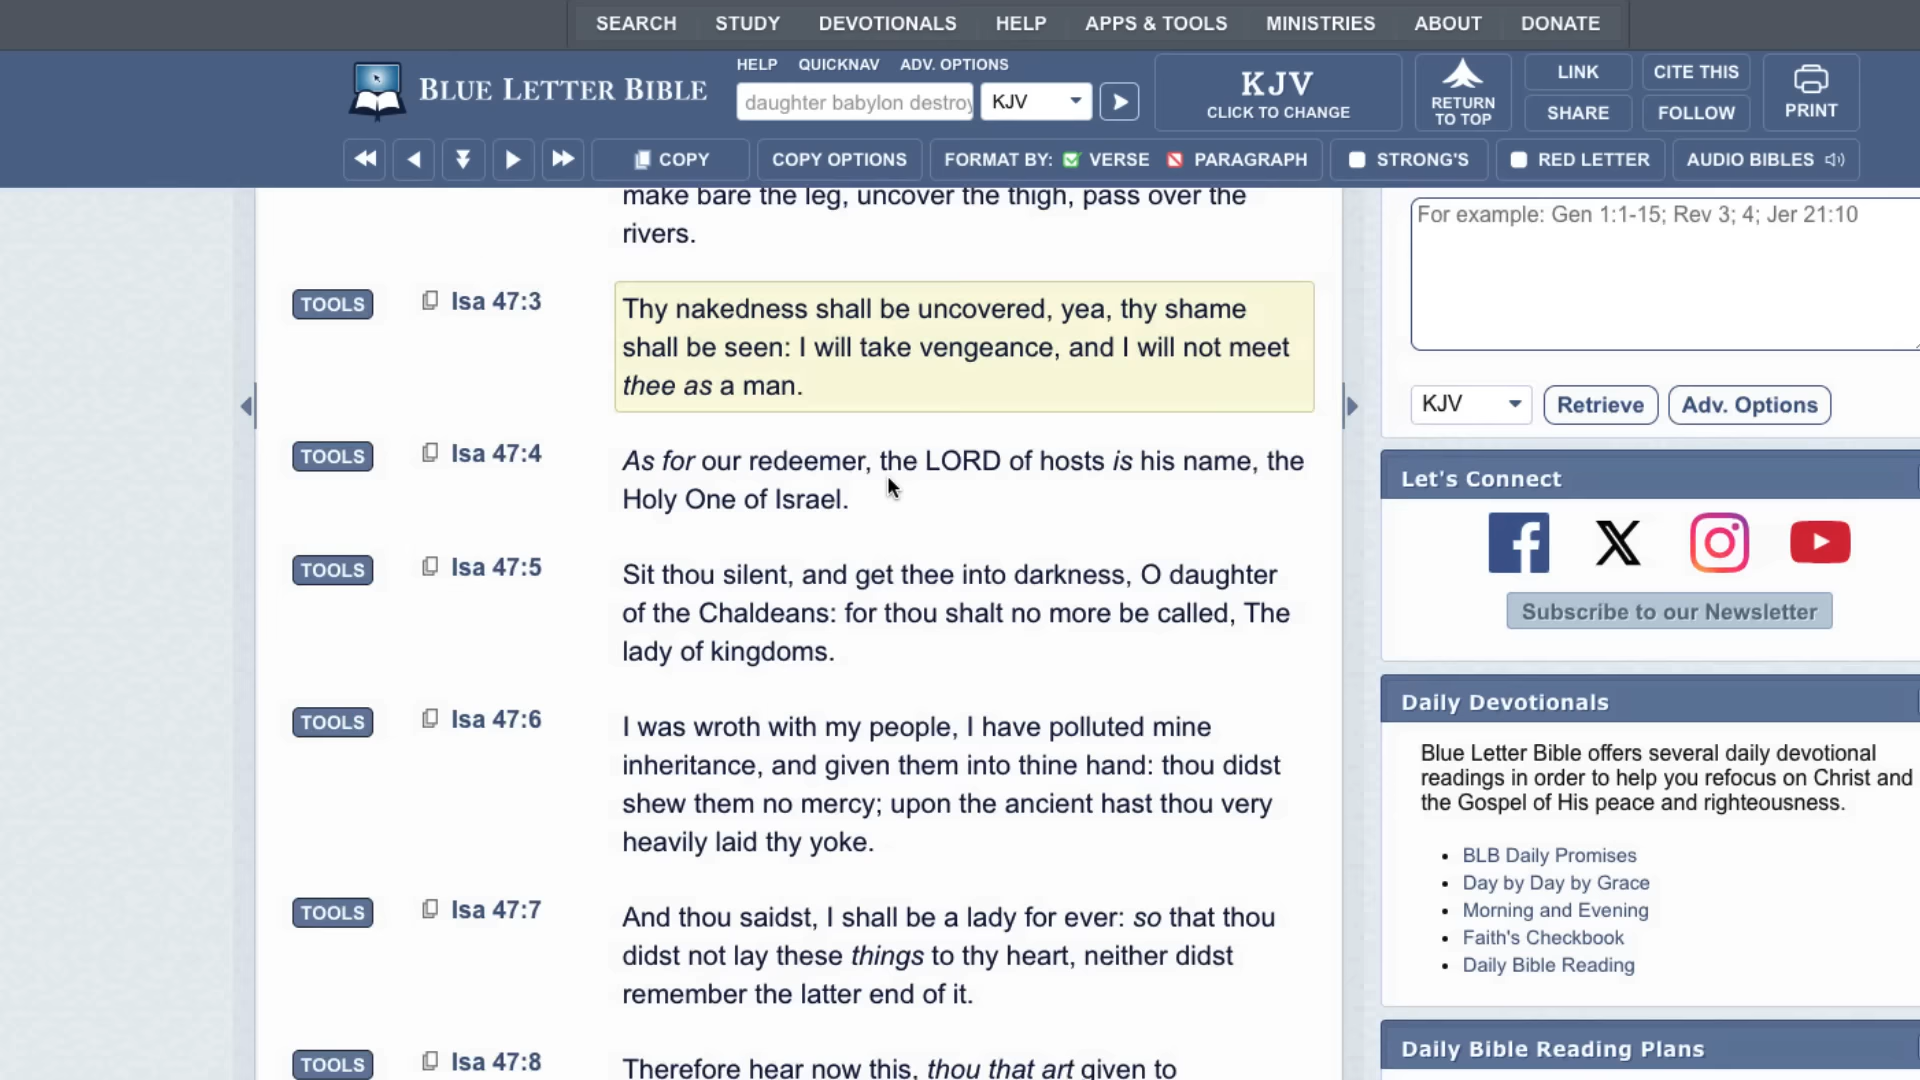 SEARCH STUDY DEVOTIONALS HELP APPS & TOOLS MINISTRIES ABOUT DONATE
BLUE LETTER BIBLE
HELP QUICKNAV ADV. OPTIONS
daughter babylon destroy
KJV
KJV
CLICK TO CHANGE
RETURN
TO TOP
LINK
CITE THIS
SHARE
FOLLOW
PRINT
COPY
COPY OPTIONS
FORMAT BY: VERSE PARAGRAPH
STRONG'S
RED LETTER
AUDIO BIBLES
make bare the leg, uncover the thigh, pass over the
rivers.
TOOLS Isa 47:3
Thy nakedness shall be uncovered, yea, thy shame
shall be seen: I will take vengeance, and I will not meet
thee as a man.
TOOLS Isa 47:4
As for our redeemer, the LORD of hosts is his name, the
Holy One of Israel.
TOOLS Isa 47:5
Sit thou silent, and get thee into darkness, O daughter
of the Chaldeans: for thou shalt no more be called, The
lady of kingdoms.
TOOLS Isa 47:6
I was wroth with my people, I have polluted mine
inheritance, and given them into thine hand: thou didst
shew them no mercy; upon the ancient hast thou very
heavily laid thy yoke.
TOOLS Isa 47:7
And thou saidst, I shall be a lady for ever: so that thou
didst not lay these things to thy heart, neither didst
remember the latter end of it.
TOOLS Isa 47:8
Therefore hear now this, thou that art given to
For example: Gen 1:1-15; Rev 3; 4; Jer 21:10
KJV
Retrieve
Adv. Options
Let's Connect
Subscribe to our Newsletter
Daily Devotionals
Blue Letter Bible offers several daily devotional
readings in order to help you refocus on Christ and
the Gospel of His peace and righteousness.
BLB Daily Promises
Day by Day by Grace
Morning and Evening
Faith's Checkbook
Daily Bible Reading
Daily Bible Reading Plans